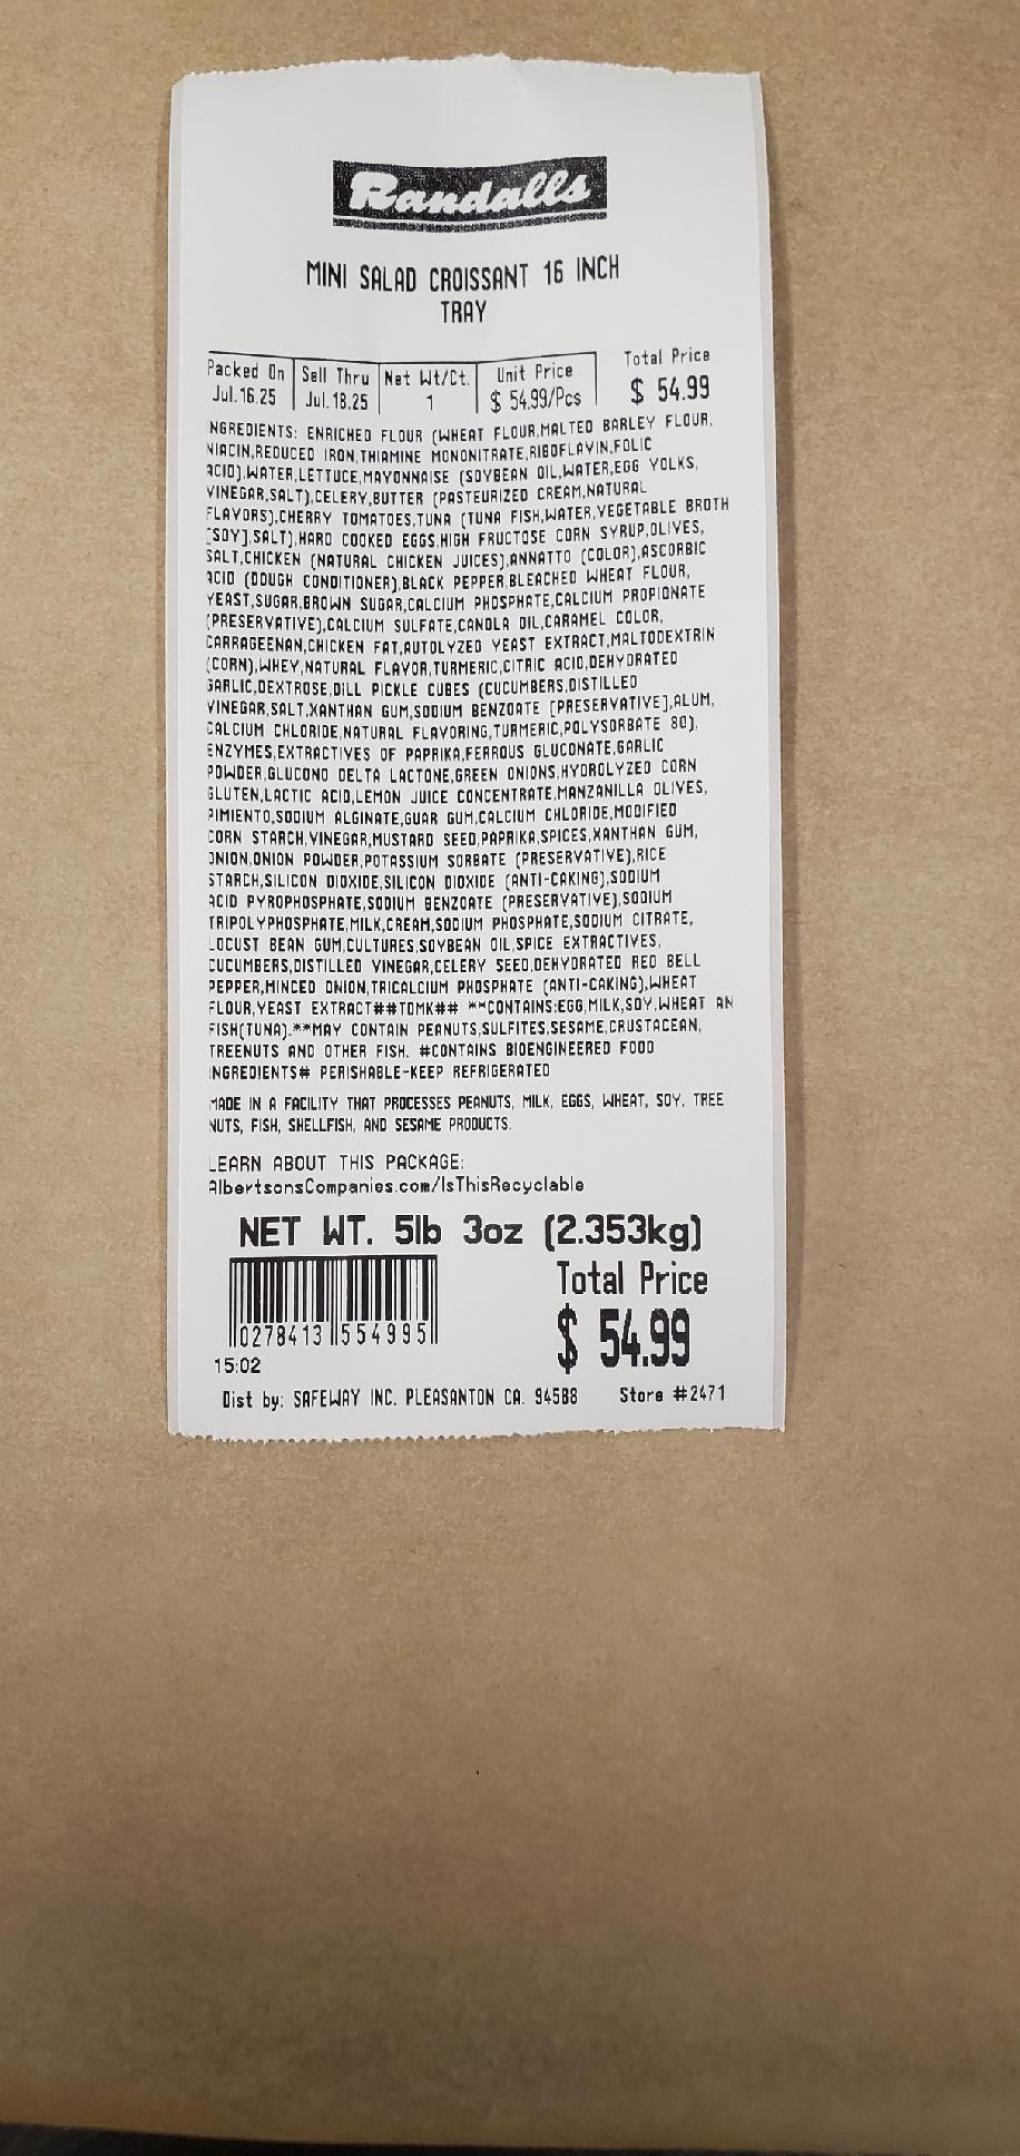 Randalls
MINI SALAD CROISSANT 16 INCH
TRAY
Packed On Sell Thru Net Wt/Ct. Unit Price Total Price
Jul.16.25 Jul.18.25 1 $ 54.99/Pcs $ 54.99
INGREDIENTS: ENRICHED FLOUR (WHEAT FLOUR,MALTED BARLEY FLOUR,
NIACIN,REDUCED IRON,THIAMINE MONONITRATE,RIBOFLAVIN,FOLIC
ACID),WATER,LETTUCE,MAYONNAISE (SOYBEAN OIL,WATER,EGG YOLKS,
VINEGAR,SALT),CELERY,BUTTER (PASTEURIZED CREAM,NATURAL
FLAVORS),CHERRY TOMATOES,TUNA (TUNA FISH,WATER,VEGETABLE BROTH
[SOY],SALT),HARD COOKED EGGS,HIGH FRUCTOSE CORN SYRUP,OLIVES,
SALT,CHICKEN (NATURAL CHICKEN JUICES),ANNATTO (COLOR),ASCORBIC
ACID (DOUGH CONDITIONER),BLACK PEPPER,BLEACHED WHEAT FLOUR,
YEAST,SUGAR,BROWN SUGAR,CALCIUM PHOSPHATE,CALCIUM PROPIONATE
(PRESERVATIVE),CALCIUM SULFATE,CANOLA OIL,CARAMEL COLOR,
CARRAGEENAN,CHICKEN FAT,AUTOLYZED YEAST EXTRACT,MALTODEXTRIN
(CORN),WHEY,NATURAL FLAVOR,TURMERIC,CITRIC ACID,DEHYDRATED
GARLIC,DEXTROSE,DILL PICKLE CUBES (CUCUMBERS,DISTILLED
VINEGAR,SALT,XANTHAN GUM,SODIUM BENZOATE [PRESERVATIVE],ALUM,
CALCIUM CHLORIDE,NATURAL FLAVORING,TURMERIC,POLYSORBATE 80),
ENZYMES,EXTRACTIVES OF PAPRIKA,FERROUS GLUCONATE,GARLIC
POWDER,GLUCONO DELTA LACTONE,GREEN ONIONS,HYDROLYZED CORN
GLUTEN,LACTIC ACID,LEMON JUICE CONCENTRATE,MANZANILLA OLIVES,
PIMIENTO,SODIUM ALGINATE,GUAR GUM,CALCIUM CHLORIDE,MODIFIED
CORN STARCH,VINEGAR,MUSTARD SEED,PAPRIKA,SPICES,XANTHAN GUM,
ONION,ONION POWDER,POTASSIUM SORBATE (PRESERVATIVE),RICE
STARCH,SILICON DIOXIDE,SILICON DIOXIDE (ANTI-CAKING),SODIUM
ACID PYROPHOSPHATE,SODIUM BENZOATE (PRESERVATIVE),SODIUM
TRIPOLYPHOSPHATE,MILK,CREAM,SODIUM PHOSPHATE,SODIUM CITRATE,
LOCUST BEAN GUM,CULTURES,SOYBEAN OIL,SPICE EXTRACTIVES,
CUCUMBERS,DISTILLED VINEGAR,CELERY SEED,DEHYDRATED RED BELL
PEPPER,MINCED ONION,TRICALCIUM PHOSPHATE (ANTI-CAKING),WHEAT
FLOUR,YEAST EXTRACT##TOMK## **CONTAINS:EGG,MILK,SOY,WHEAT AN
FISH(TUNA).**MAY CONTAIN PEANUTS,SULFITES,SESAME,CRUSTACEAN,
TREENUTS AND OTHER FISH. #CONTAINS BIOENGINEERED FOOD
INGREDIENTS# PERISHABLE-KEEP REFRIGERATED
MADE IN A FACILITY THAT PROCESSES PEANUTS, MILK, EGGS, WHEAT, SOY, TREE
NUTS, FISH, SHELLFISH, AND SESAME PRODUCTS.
LEARN ABOUT THIS PACKAGE:
AlbertsonsCompanies.com/IsThisRecyclable
NET WT. 5lb 3oz (2.353kg)
Total Price
$ 54.99
0278413 554995
15:02
Dist by: SAFEWAY INC. PLEASANTON CA. 94588 Store #2471